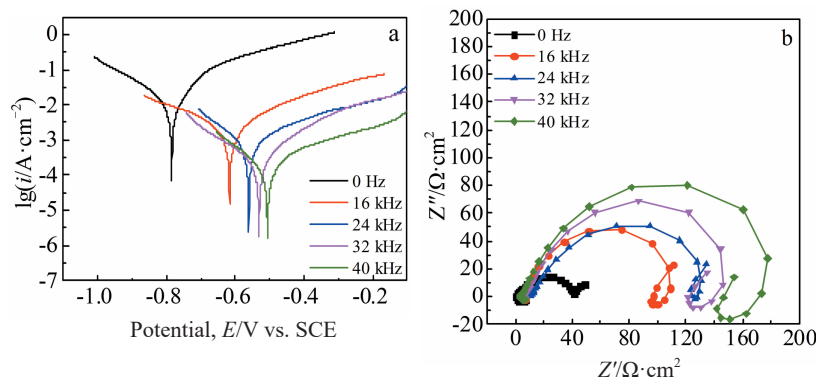 a
lg(i/A·cm⁻²)
0
-1
-2
-3
-4
-5
-6
-7
0 Hz
16 kHz
24 kHz
32 kHz
40 kHz
-1.0 -0.8 -0.6 -0.4 -0.2
Potential, E/V vs. SCE
b
Z″/Ω·cm²
200
180
160
140
120
100
80
60
40
20
0
-20
0 Hz
16 kHz
24 kHz
32 kHz
40 kHz
0 40 80 120 160 200
Z′/Ω·cm²